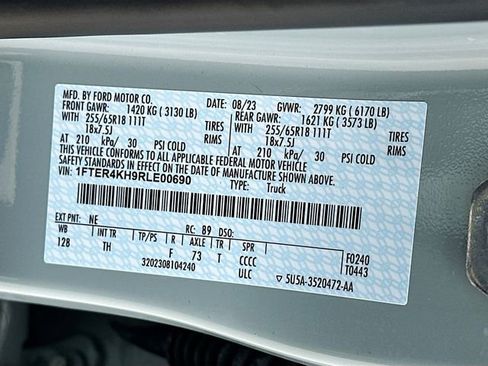 MFD. BY FORD MOTOR CO. DATE: 08/23 GVWR: 2799 KG ( 6170 LB)
FRONT GAWR: 1420 KG ( 3130 LB) REAR GAWR: 1621 KG ( 3573 LB)
255/65R18 111T TIRES 255/65R18 111T TIRES
18x7.5J RIMS 18x7.5J RIMS
AT 210 kPa/ 30 PSI COLD AT 210 kPa/ 30 PSI COLD
THIS VEHICLE CONFORMS TO ALL APPLICABLE FEDERAL MOTOR VEHICLE
SAFETY STANDARDS IN EFFECT ON THE DATE OF MANUFACTURE SHOWN ABOVE.
VIN: 1FTER4KH9RLE00690 TYPE: Truck
EXT PNT: NE RC: B9 DSO: F0240
WB INT TR TP/PS R AXLE TR SPR T0443
128 TH F 73 T CCCC
3202308104240 ULC ▽ 5U5A-3520472-AA